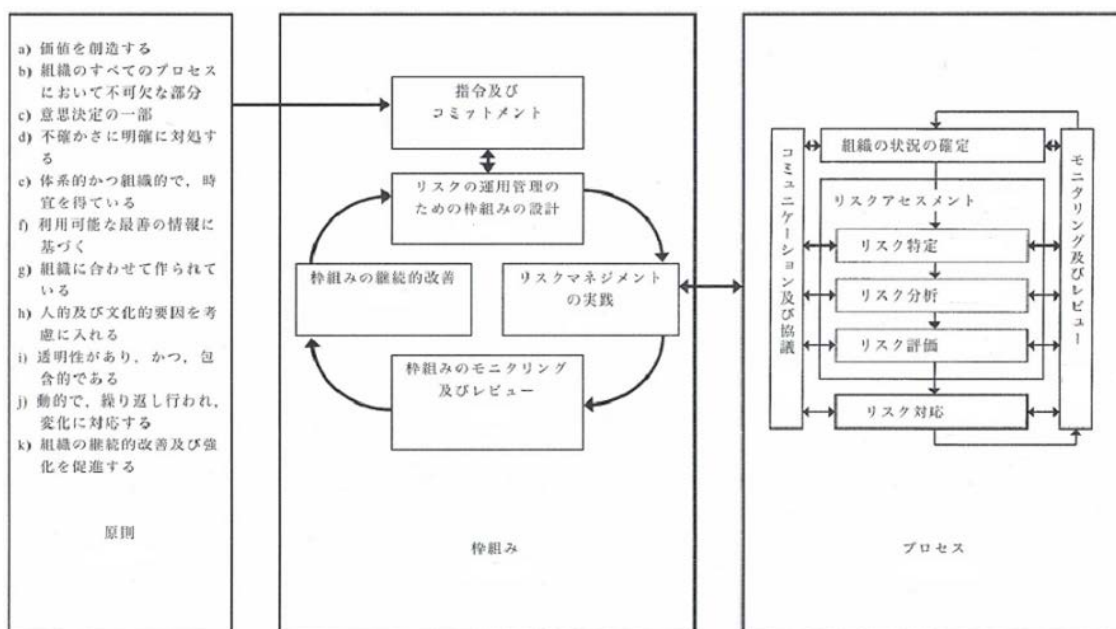 a) 価値を創造する
b) 組織のすべてのプロセス
において不可欠な部分
c) 意思決定の一部
d) 不確かさに明確に対処す
る
e) 体系的かつ組織的で，時
宜を得ている
f) 利用可能な最善の情報に
基づく
g) 組織に合わせて作られて
いる
h) 人的及び文化的要因を考
慮に入れる
i) 透明性があり，かつ，包
含的である
j) 動的で，繰り返し行われ，
変化に対応する
k) 組織の継続的改善及び強
化を促進する
原則
指令及び
コミットメント
リスクの運用管理の
ための枠組みの設計
枠組みの継続的改善
リスクマネジメント
の実践
枠組みのモニタリング
及びレビュー
枠組み
コミュニケーション及び協議
組織の状況の確定
リスクアセスメント
リスク特定
リスク分析
リスク評価
リスク対応
モニタリング及びレビュー
プロセス